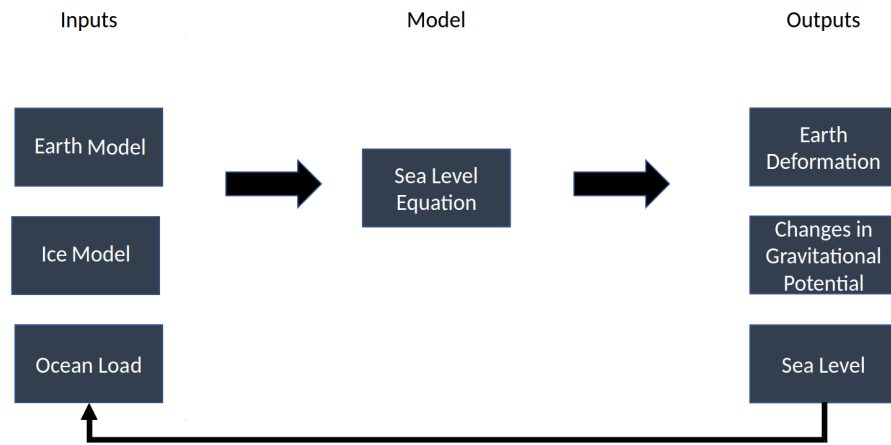 Inputs
Model
Outputs
Earth Model
Ice Model
Ocean Load
Sea Level
Equation
Earth
Deformation
Changes in
Gravitational
Potential
Sea Level